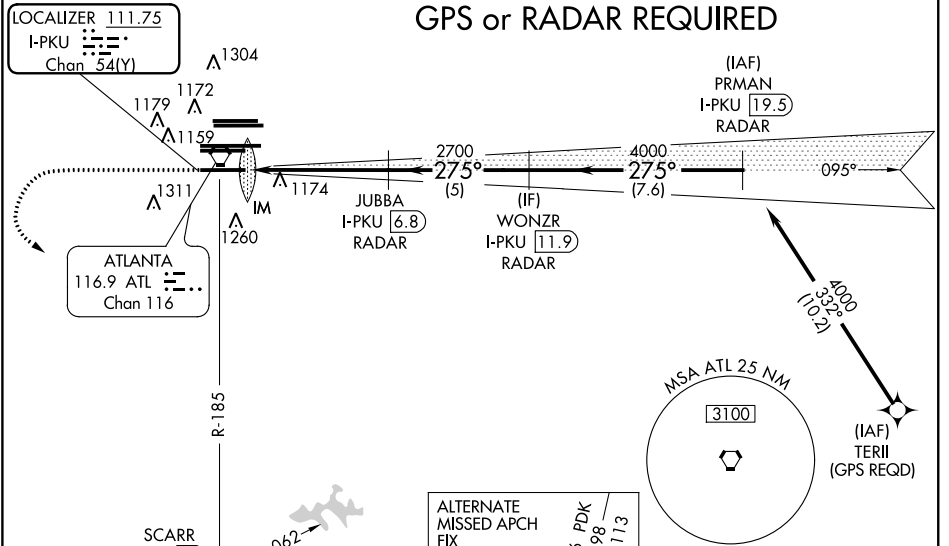 GPS or RADAR REQUIRED
LOCALIZER 111.75
I-PKU
Chan 54(Y)
1304
1172
1179
1159
1311
1260
1174
IM
(IAF)
PRMAN
I-PKU 19.5
RADAR
2700
275°
(5)
4000
275°
(7.6)
095°
JUBBA
I-PKU 6.8
RADAR
(IF)
WONZR
I-PKU 11.9
RADAR
ATLANTA
116.9 ATL
Chan 116
R-185
4000
332°
(10.2)
MSA ATL 25 NM
3100
(IAF)
TERII
(GPS REQD)
SCARR
062
ALTERNATE
MISSED APCH
FIX
PDK
113